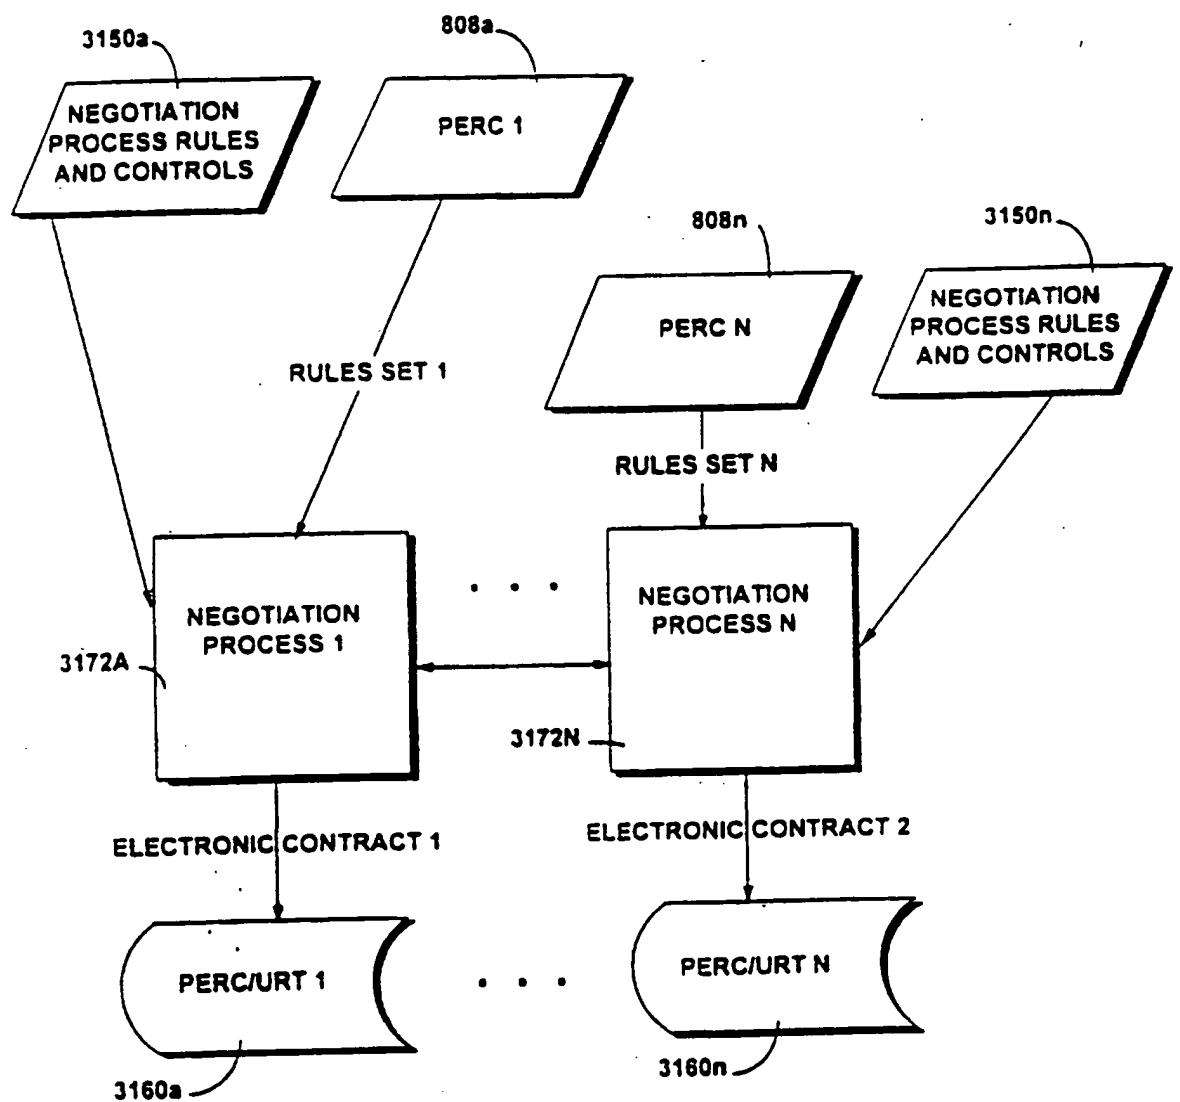 3150a
808a
NEGOTIATION
PROCESS RULES
AND CONTROLS
PERC 1
808n
3150n
PERC N
NEGOTIATION
PROCESS RULES
AND CONTROLS
RULES SET 1
RULES SET N
NEGOTIATION
PROCESS 1
NEGOTIATION
PROCESS N
3172A
3172N
ELECTRONIC CONTRACT 1
ELECTRONIC CONTRACT 2
PERC/URT 1
PERC/URT N
3160a
3160n